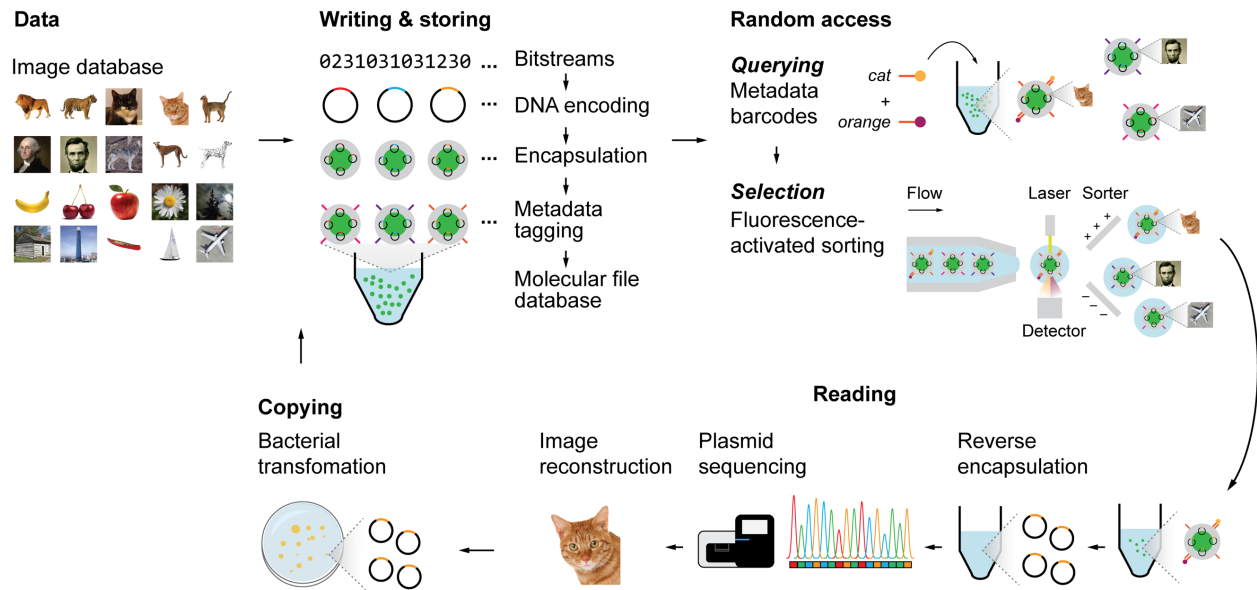 Data
Image database
Writing & storing
0231031031230 ...
Bitstreams
... DNA encoding
... Encapsulation
... Metadata
tagging
Molecular file
database
Random access
Querying
Metadata
barcodes
cat
+
orange
Selection
Fluorescence-
activated sorting
Flow
Laser
Sorter
+ + +
− − −
Detector
Reading
Reverse
encapsulation
Plasmid
sequencing
Image
reconstruction
Copying
Bacterial
transfomation